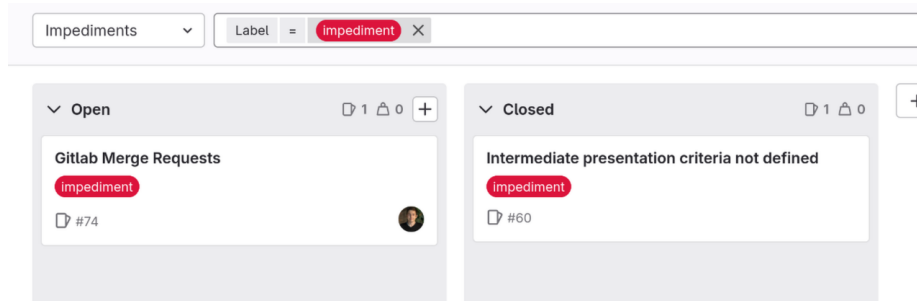 Impediments
Label = impediment
Open 1 0
Gitlab Merge Requests
impediment
#74
Closed 1 0
Intermediate presentation criteria not defined
impediment
#60